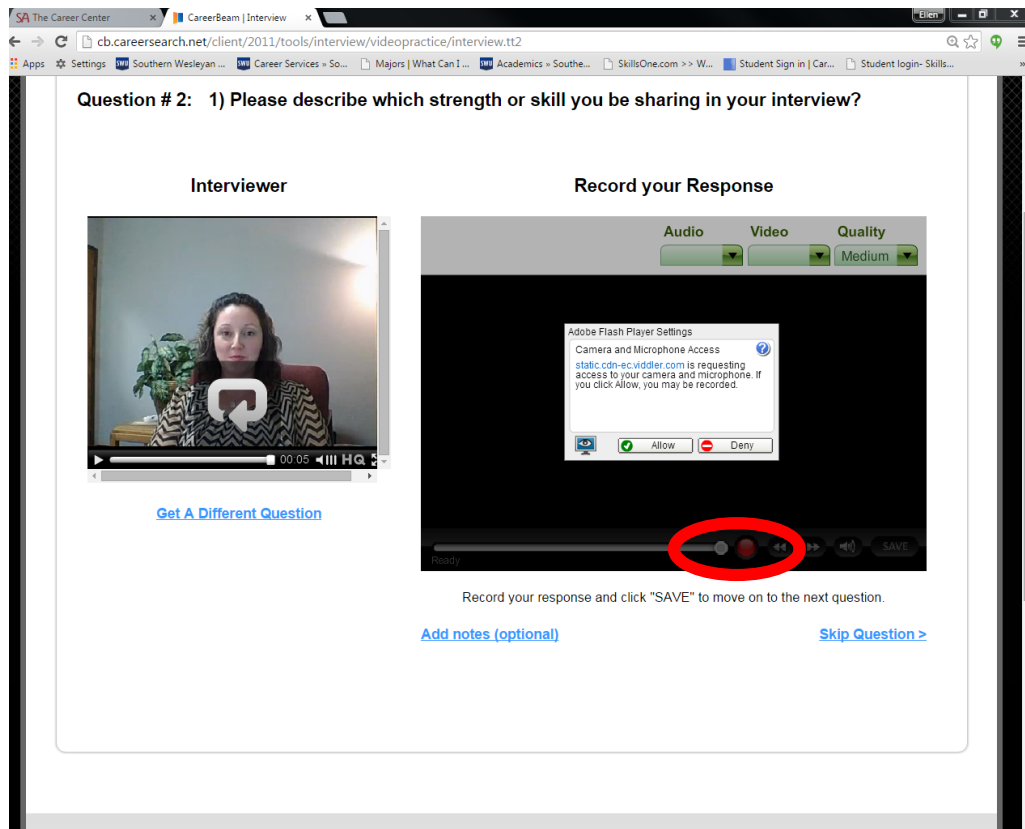 SA The Career Center
CareerBeam | Interview
Ellen
cb.careersearch.net/client/2011/tools/interview/videopractice/interview.tt2
Apps Settings SWU Southern Wesleyan ... SWU Career Services » So... Majors | What Can I ... SWU Academics » Southe... SkillsOne.com >> W... Student Sign in | Car... Student login- Skills...
Question # 2: 1) Please describe which strength or skill you be sharing in your interview?
Interviewer
Record your Response
Audio Video Quality
Medium
Adobe Flash Player Settings
Camera and Microphone Access
static.cdn-ec.viddler.com is requesting
access to your camera and microphone. If
you click Allow, you may be recorded.
Allow Deny
00:05 HQ
Get A Different Question
Ready
SAVE
Record your response and click "SAVE" to move on to the next question.
Add notes (optional)
Skip Question >